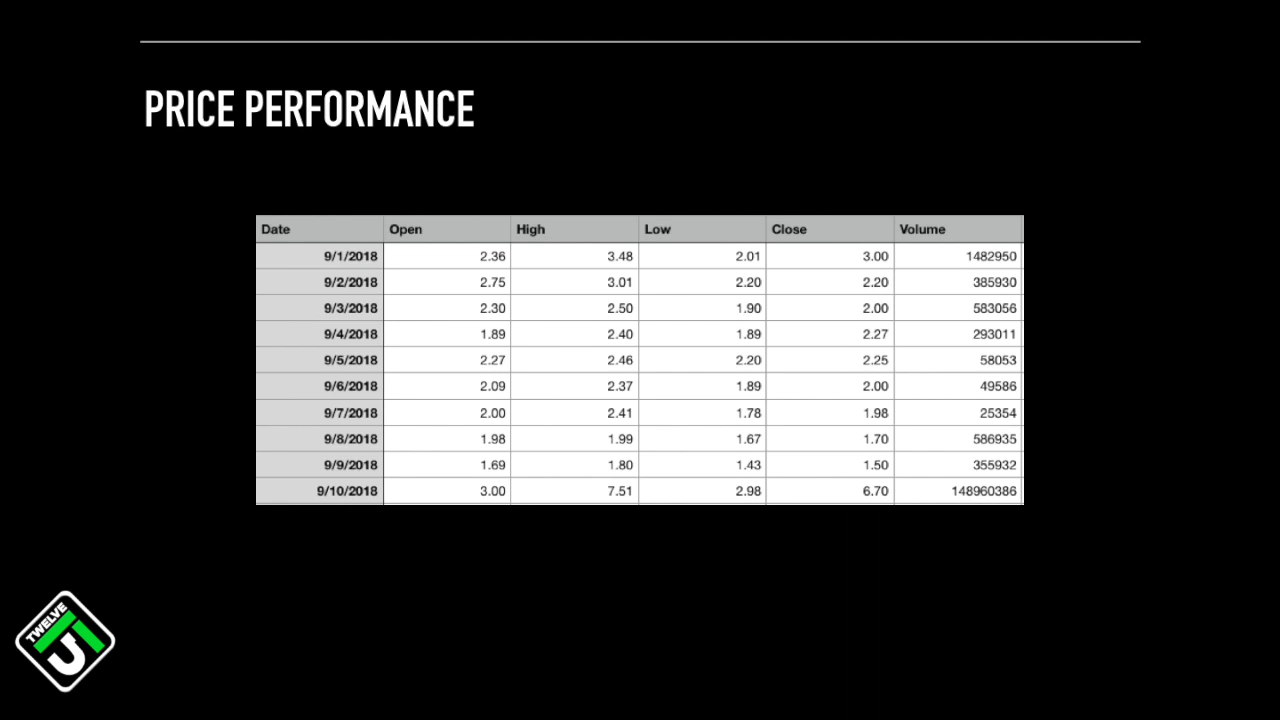 PRICE PERFORMANCE
Date Open High Low Close Volume
9/1/2018 2.36 3.48 2.01 3.00 1482950
9/2/2018 2.75 3.01 2.20 2.20 385930
9/3/2018 2.30 2.50 1.90 2.00 583056
9/4/2018 1.89 2.40 1.89 2.27 293011
9/5/2018 2.27 2.46 2.20 2.25 58053
9/6/2018 2.09 2.37 1.89 2.00 49586
9/7/2018 2.00 2.41 1.78 1.98 25354
9/8/2018 1.98 1.99 1.67 1.70 586935
9/9/2018 1.69 1.80 1.43 1.50 355932
9/10/2018 3.00 7.51 2.98 6.70 148960386
TWELVE